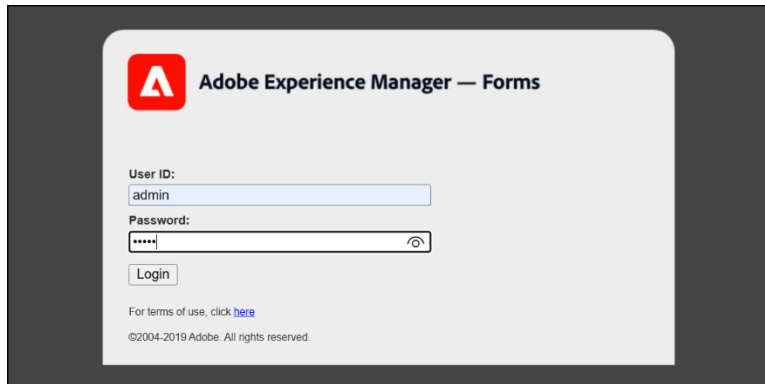 Adobe Experience Manager — Forms
User ID:
admin
Password:
•••••
Login
For terms of use, click here
©2004-2019 Adobe. All rights reserved.